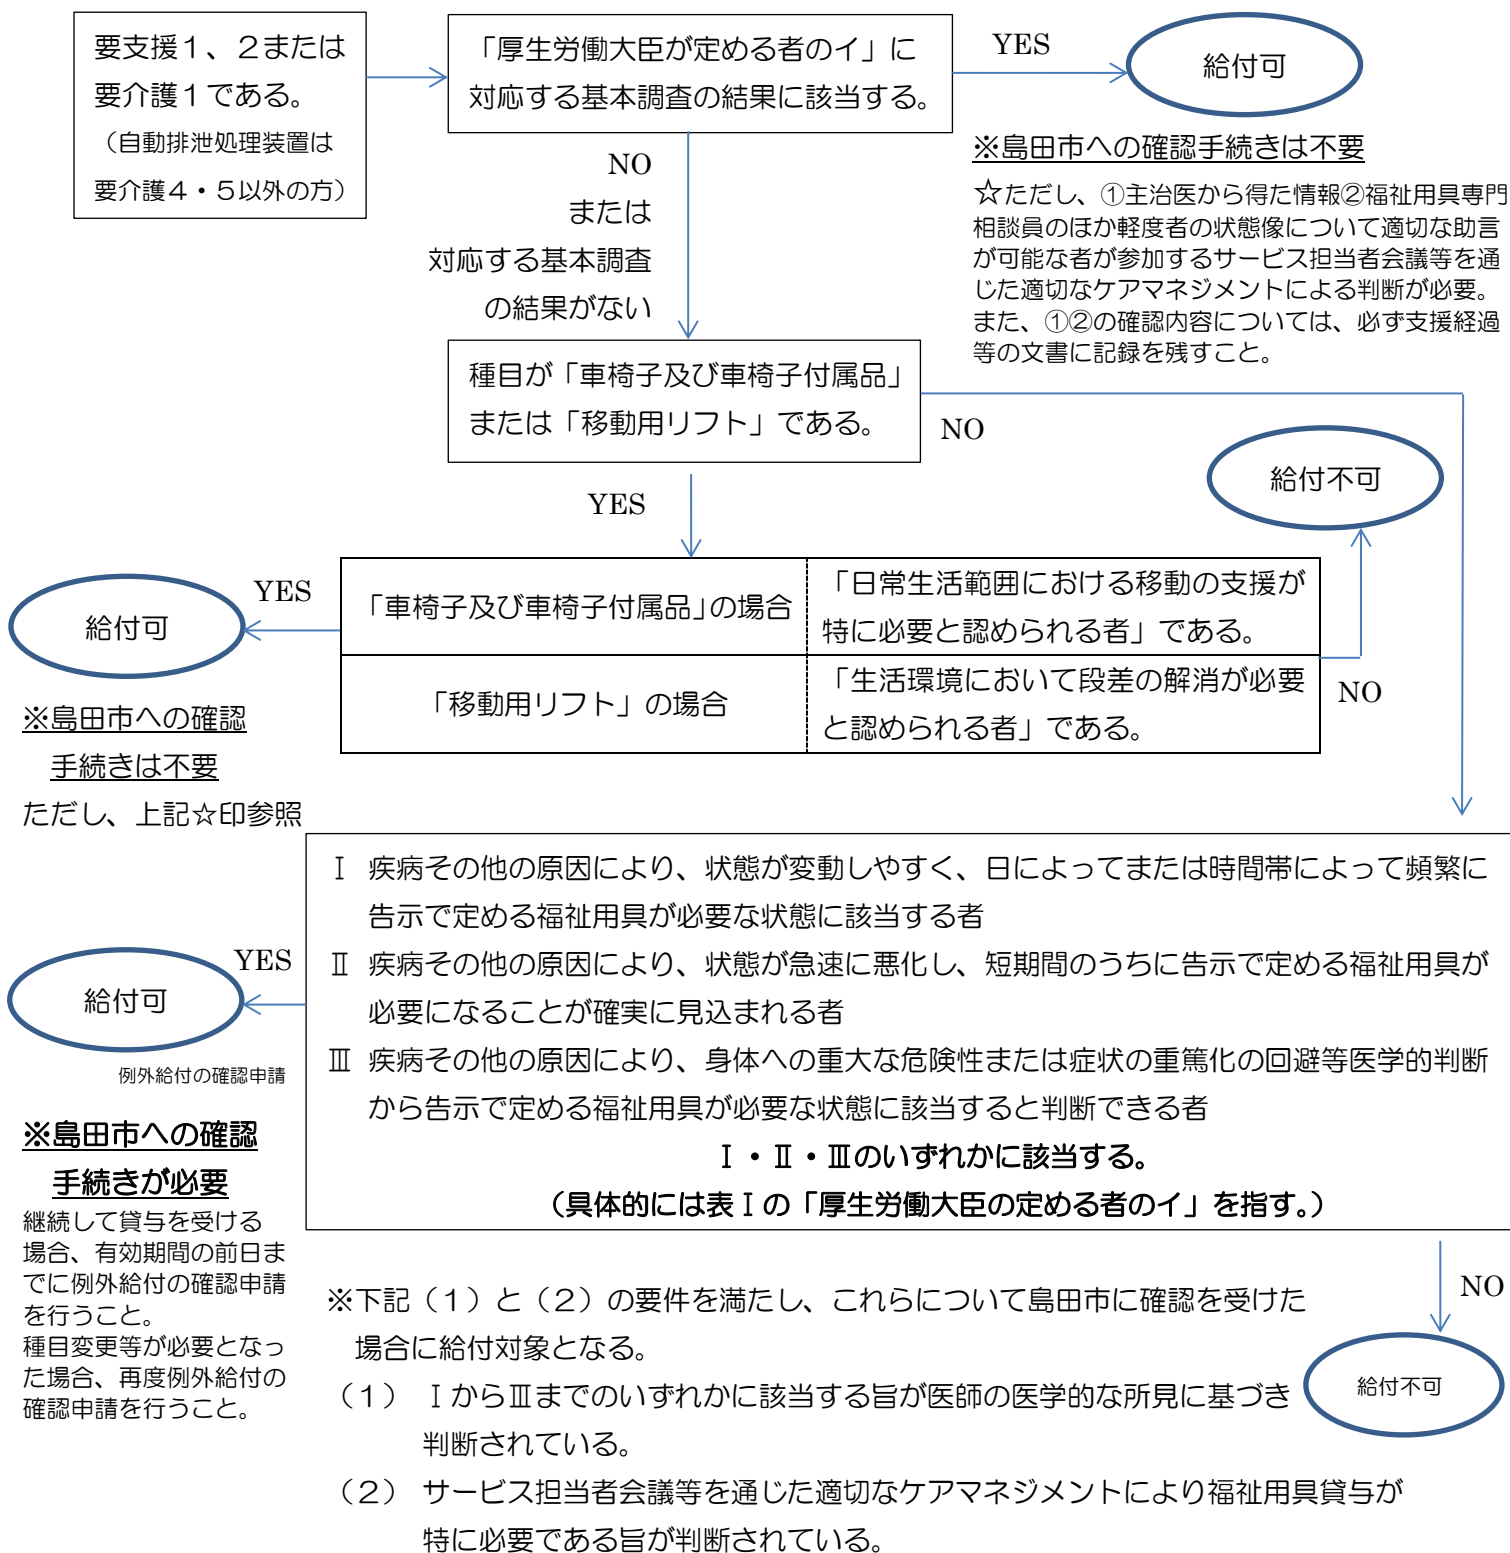 要支援１、２または
要介護１である。
（自動排泄処理装置は
要介護４・５以外の方）
「厚生労働大臣が定める者のイ」に
対応する基本調査の結果に該当する。
YES
給付可
※島田市への確認手続きは不要
☆ただし、①主治医から得た情報②福祉用具専門
相談員のほか軽度者の状態像について適切な助言
が可能な者が参加するサービス担当者会議等を通
じた適切なケアマネジメントによる判断が必要。
また、①②の確認内容については、必ず支援経過
等の文書に記録を残すこと。
NO
または
対応する基本調査
の結果がない
種目が「車椅子及び車椅子付属品」
または「移動用リフト」である。
NO
給付不可
YES
YES
給付可
「車椅子及び車椅子付属品」の場合
「日常生活範囲における移動の支援が
特に必要と認められる者」である。
「移動用リフト」の場合
「生活環境において段差の解消が必要
と認められる者」である。
NO
※島田市への確認
手続きは不要
ただし、上記☆印参照
Ⅰ 疾病その他の原因により、状態が変動しやすく、日によってまたは時間帯によって頻繁に
告示で定める福祉用具が必要な状態に該当する者
Ⅱ 疾病その他の原因により、状態が急速に悪化し、短期間のうちに告示で定める福祉用具が
必要になることが確実に見込まれる者
Ⅲ 疾病その他の原因により、身体への重大な危険性または症状の重篤化の回避等医学的判断
から告示で定める福祉用具が必要な状態に該当すると判断できる者
Ⅰ・Ⅱ・Ⅲのいずれかに該当する。
（具体的には表Ⅰの「厚生労働大臣の定める者のイ」を指す。）
YES
給付可
例外給付の確認申請
※島田市への確認
手続きが必要
継続して貸与を受ける
場合、有効期間の前日ま
でに例外給付の確認申請
を行うこと。
種目変更等が必要となっ
た場合、再度例外給付の
確認申請を行うこと。
NO
給付不可
※下記（１）と（２）の要件を満たし、これらについて島田市に確認を受けた
場合に給付対象となる。
（１） ⅠからⅢまでのいずれかに該当する旨が医師の医学的な所見に基づき
判断されている。
（２） サービス担当者会議等を通じた適切なケアマネジメントにより福祉用具貸与が
特に必要である旨が判断されている。